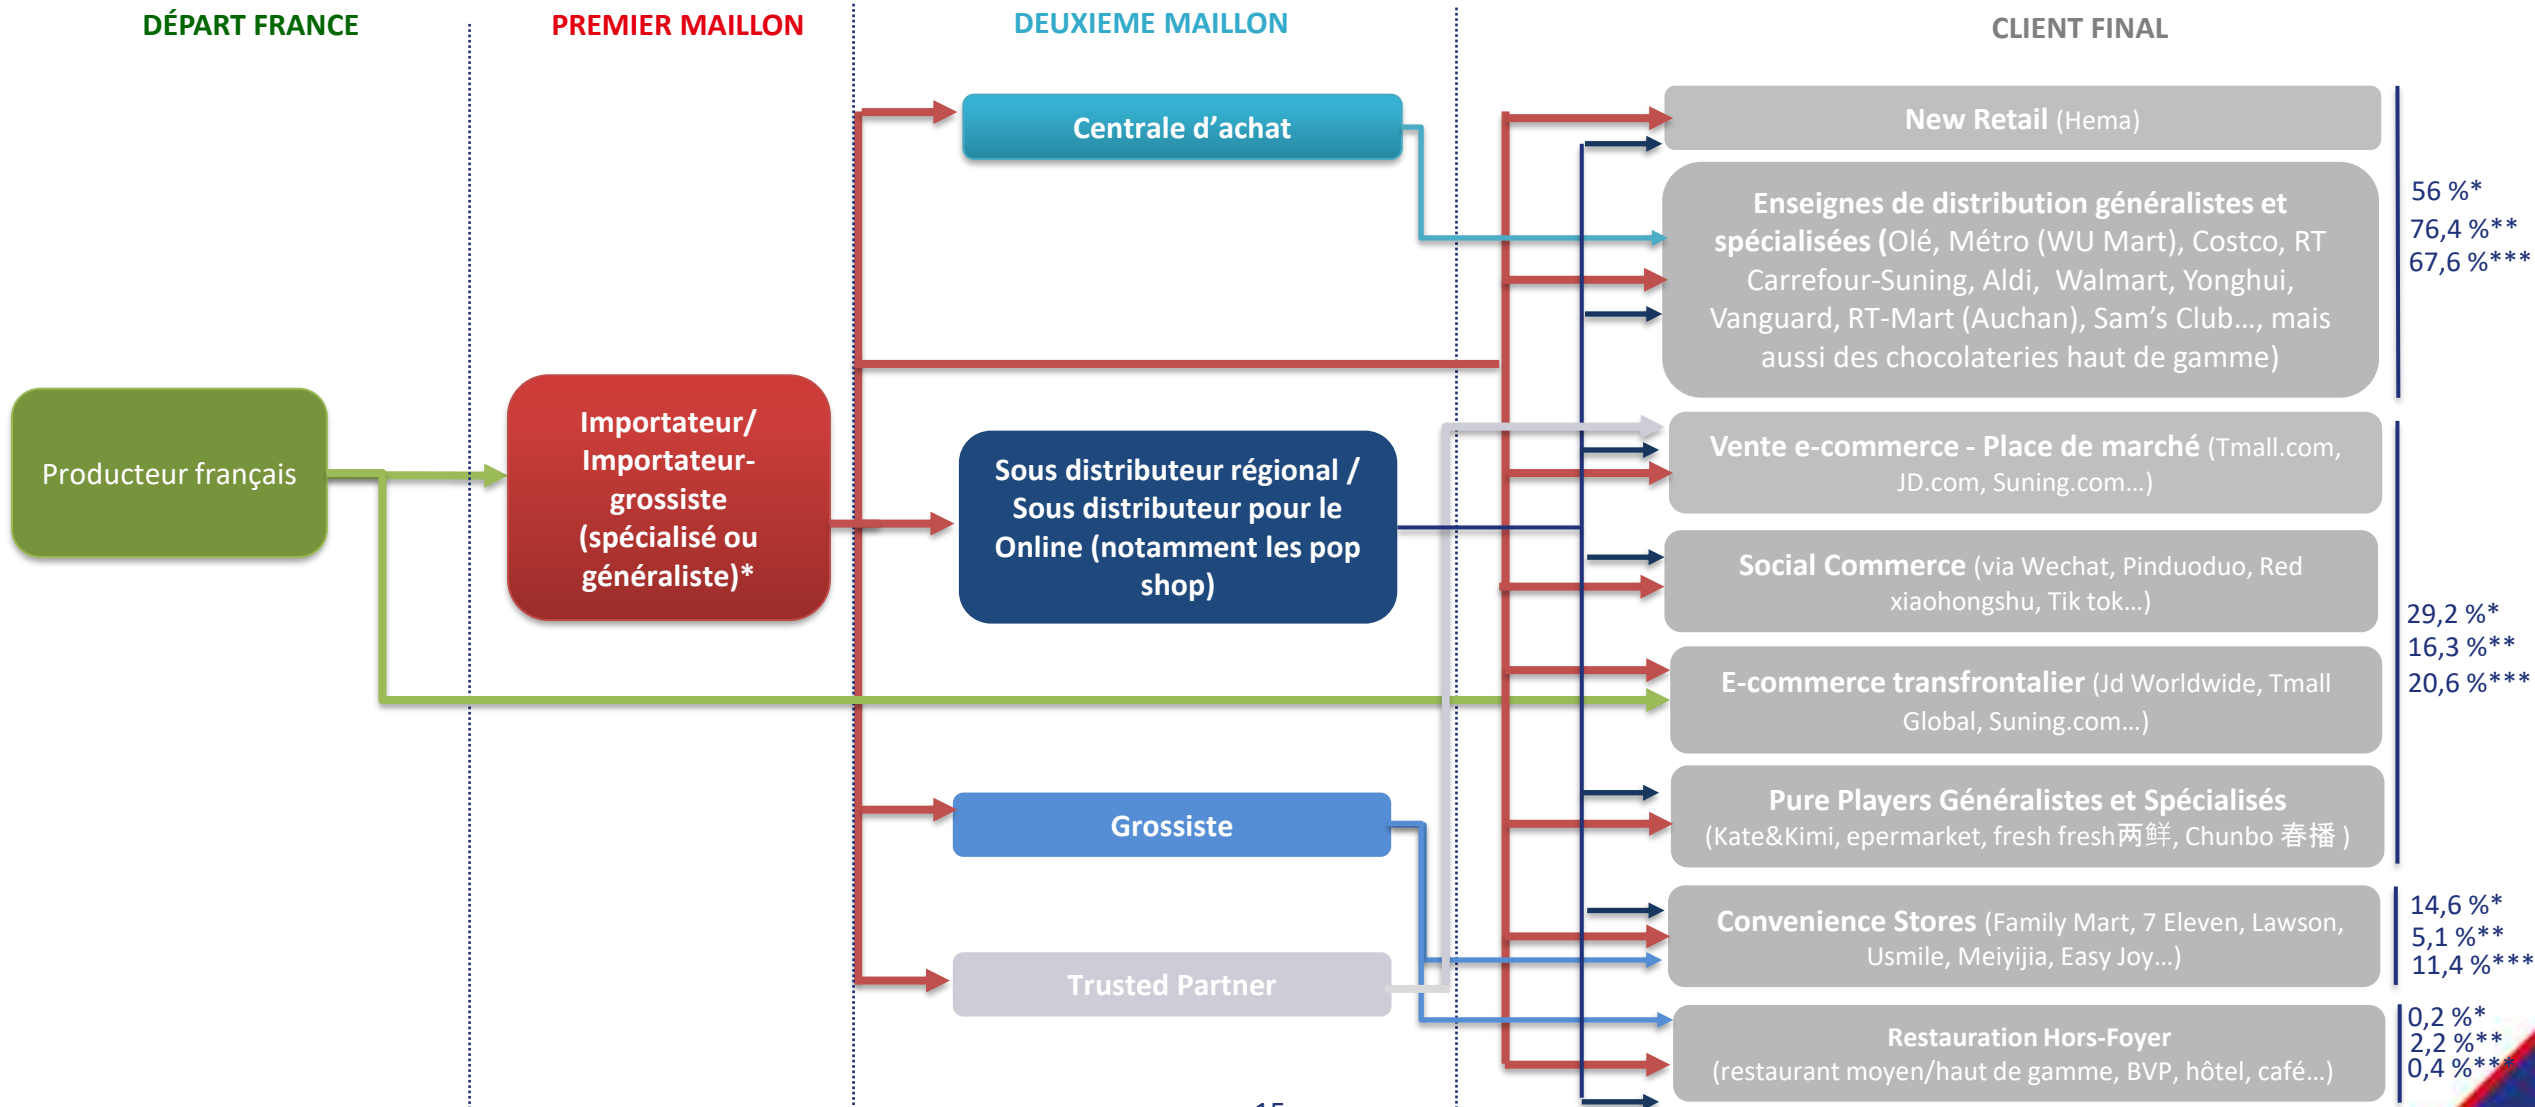 DÉPART FRANCE
PREMIER MAILLON
DEUXIEME MAILLON
CLIENT FINAL
Producteur français
Importateur/
Importateur-
grossiste
(spécialisé ou
généraliste)*
Centrale d’achat
Sous distributeur régional /
Sous distributeur pour le
Online (notamment les pop
shop)
Grossiste
Trusted Partner
New Retail (Hema)
Enseignes de distribution généralistes et
spécialisées (Olé, Métro (WU Mart), Costco, RT
Carrefour-Suning, Aldi, Walmart, Yonghui,
Vanguard, RT-Mart (Auchan), Sam’s Club…, mais
aussi des chocolateries haut de gamme)
56 %*
76,4 %**
67,6 %***
Vente e-commerce - Place de marché (Tmall.com,
JD.com, Suning.com…)
Social Commerce (via Wechat, Pinduoduo, Red
xiaohongshu, Tik tok…)
E-commerce transfrontalier (Jd Worldwide, Tmall
Global, Suning.com…)
Pure Players Généralistes et Spécialisés
(Kate&Kimi, epermarket, fresh fresh两鲜, Chunbo 春播 )
29,2 %*
16,3 %**
20,6 %***
Convenience Stores (Family Mart, 7 Eleven, Lawson,
Usmile, Meiyijia, Easy Joy…)
14,6 %*
5,1 %**
11,4 %***
Restauration Hors-Foyer
(restaurant moyen/haut de gamme, BVP, hôtel, café…)
0,2 %*
2,2 %**
0,4 %***
15